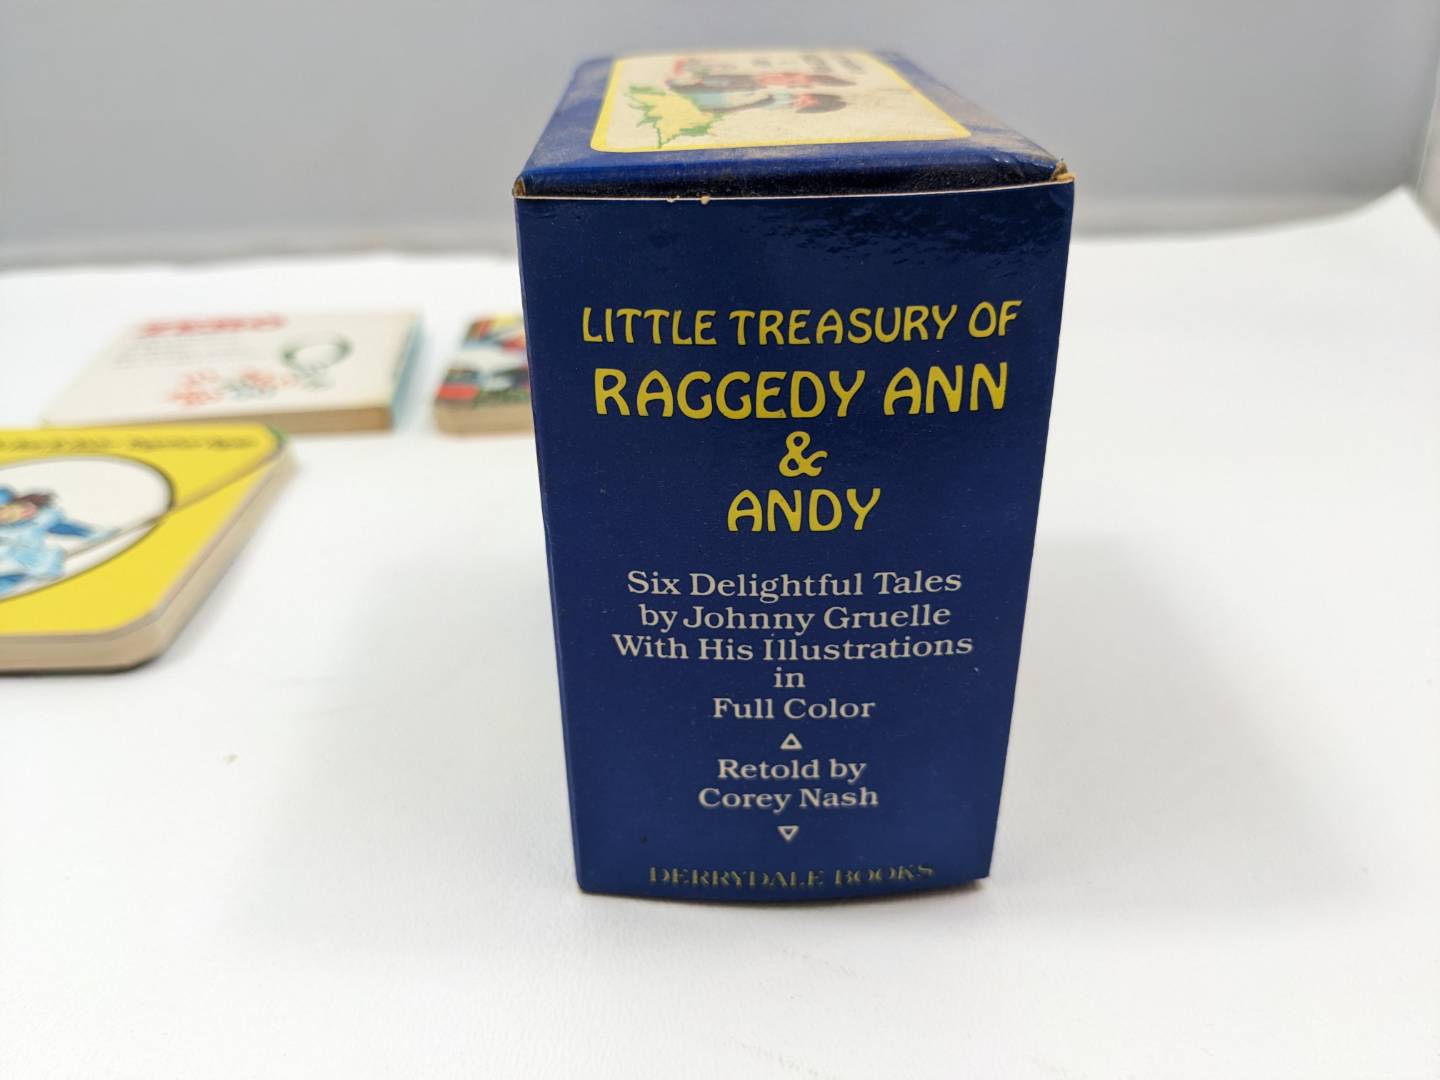 LITTLE TREASURY OF
RAGGEDY ANN
&
ANDY
Six Delightful Tales
by Johnny Gruelle
With His Illustrations
in
Full Color
Retold by
Corey Nash
DERRYDALE BOOKS